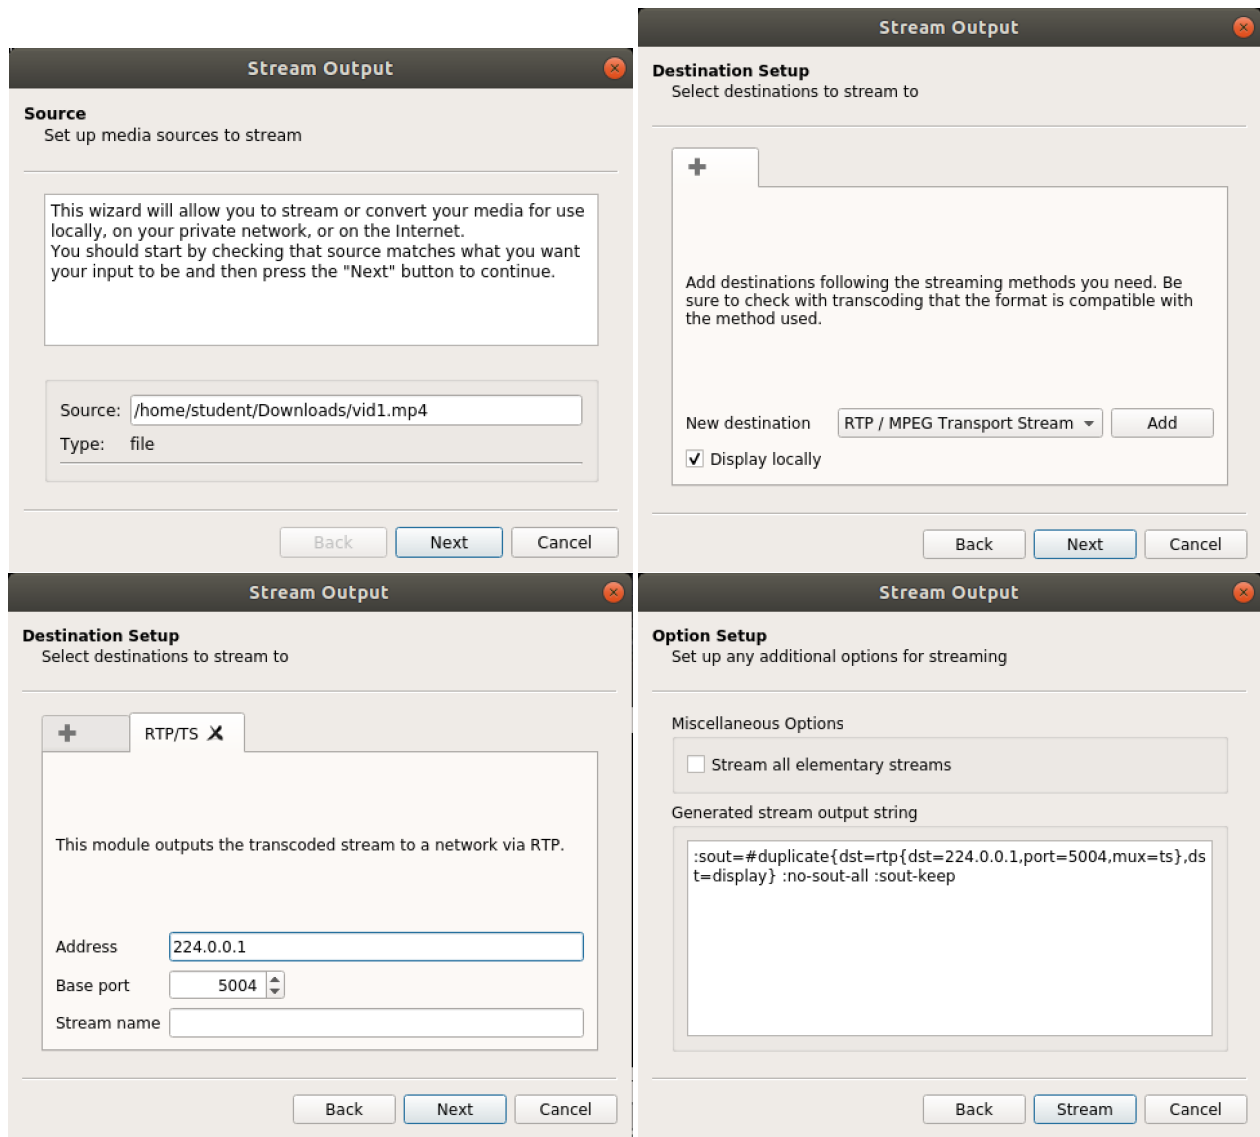 Stream Output
Source
Set up media sources to stream
This wizard will allow you to stream or convert your media for use
locally, on your private network, or on the Internet.
You should start by checking that source matches what you want
your input to be and then press the "Next" button to continue.
Source: /home/student/Downloads/vid1.mp4
Type: file
Back Next Cancel
Stream Output
Destination Setup
Select destinations to stream to
Add destinations following the streaming methods you need. Be
sure to check with transcoding that the format is compatible with
the method used.
New destination RTP / MPEG Transport Stream Add
Display locally
Back Next Cancel
Stream Output
Destination Setup
Select destinations to stream to
RTP/TS
This module outputs the transcoded stream to a network via RTP.
Address 224.0.0.1
Base port 5004
Stream name
Back Next Cancel
Stream Output
Option Setup
Set up any additional options for streaming
Miscellaneous Options
Stream all elementary streams
Generated stream output string
:sout=#duplicate{dst=rtp{dst=224.0.0.1,port=5004,mux=ts},ds
t=display} :no-sout-all :sout-keep
Back Stream Cancel